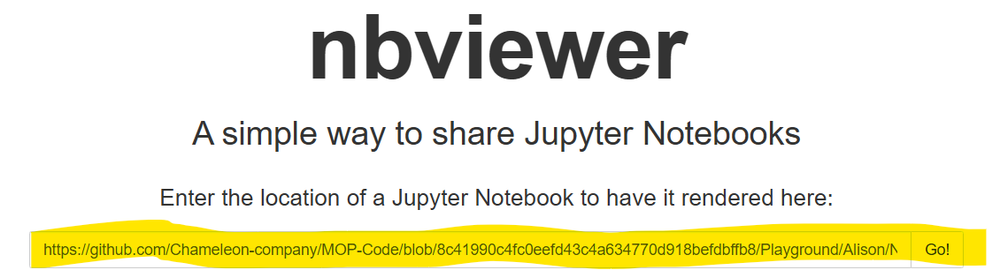 nbviewer
A simple way to share Jupyter Notebooks
Enter the location of a Jupyter Notebook to have it rendered here:
https://github.com/Chameleon-company/MOP-Code/blob/8c41990c4fc0eefd43c4a634770d918befdbffb8/Playground/Alison/N Go!